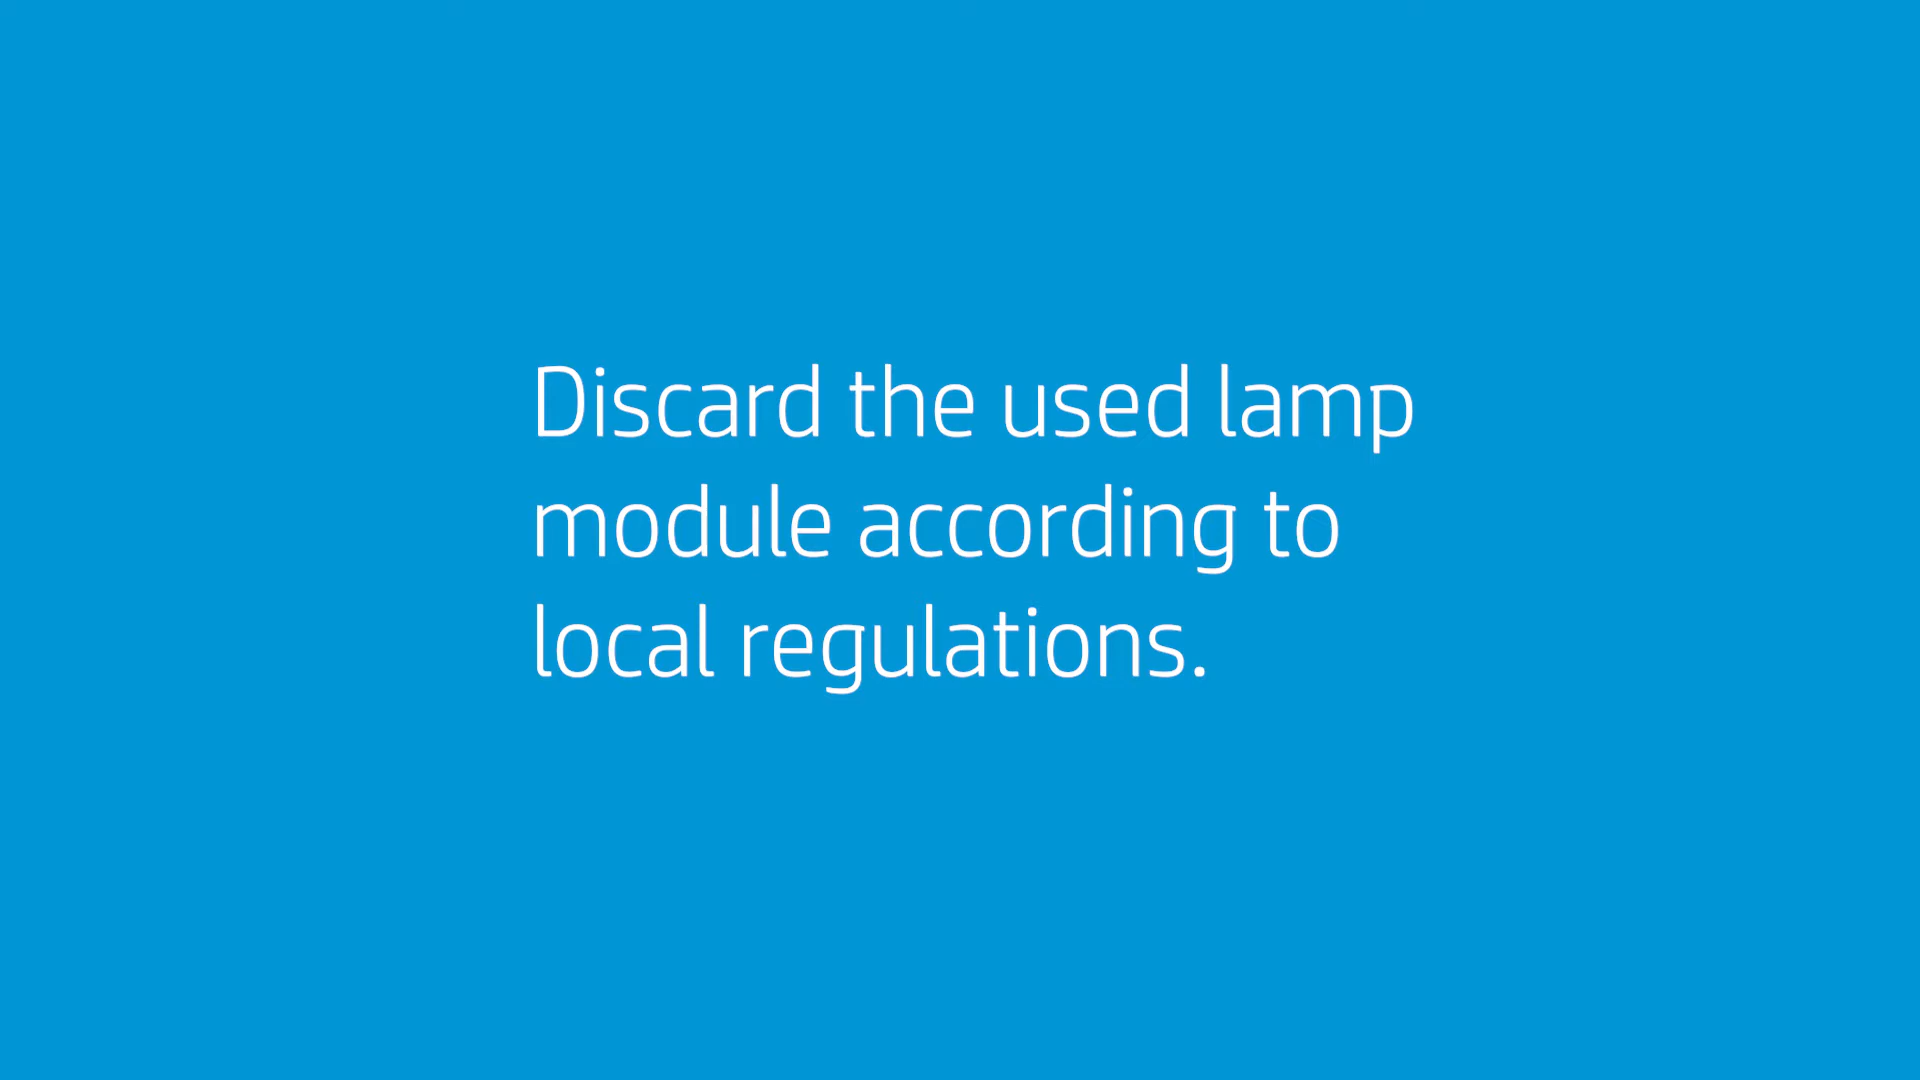 Discard the used lamp
module according to
local regulations.